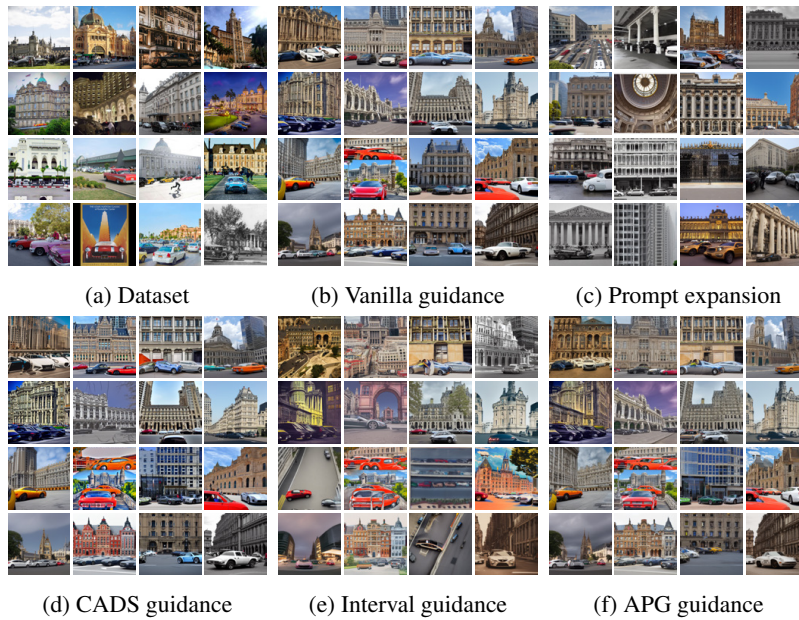 (a) Dataset
(b) Vanilla guidance
(c) Prompt expansion
(d) CADS guidance
(e) Interval guidance
(f) APG guidance